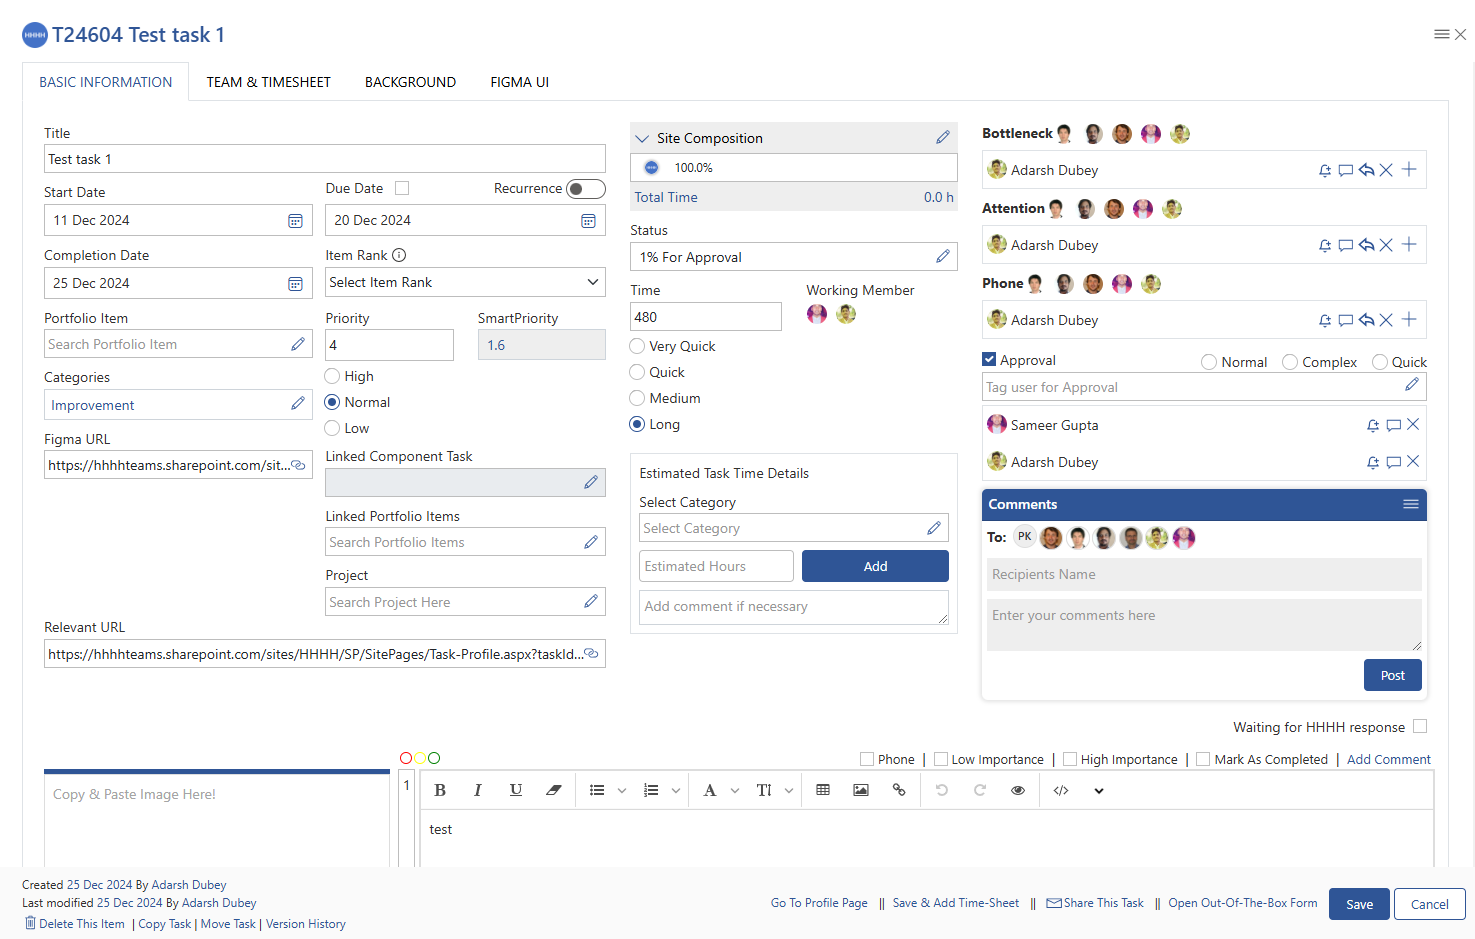 HHHH T24604 Test task 1
BASIC INFORMATION TEAM & TIMESHEET BACKGROUND FIGMA UI
Title
Test task 1
Start Date
11 Dec 2024
Due Date Recurrence
20 Dec 2024
Completion Date
25 Dec 2024
Item Rank
Select Item Rank
Portfolio Item
Search Portfolio Item
Priority
4
SmartPriority
1.6
High
Normal
Low
Categories
Improvement
Figma URL
https://hhhhteams.sharepoint.com/sit...
Linked Component Task
Linked Portfolio Items
Search Portfolio Items
Project
Search Project Here
Relevant URL
https://hhhhteams.sharepoint.com/sites/HHHH/SP/SitePages/Task-Profile.aspx?taskId...
Site Composition
100.0%
Total Time 0.0 h
Status
1% For Approval
Time
480
Working Member
Very Quick
Quick
Medium
Long
Estimated Task Time Details
Select Category
Select Category
Estimated Hours Add
Add comment if necessary
Bottleneck
Adarsh Dubey
Attention
Adarsh Dubey
Phone
Adarsh Dubey
Approval Normal Complex Quick
Tag user for Approval
Sameer Gupta
Adarsh Dubey
Comments
To: PK
Recipients Name
Enter your comments here
Post
Waiting for HHHH response
Phone | Low Importance | High Importance | Mark As Completed | Add Comment
Copy & Paste Image Here!
1
B I U A TI </>
test
Created 25 Dec 2024 By Adarsh Dubey
Last modified 25 Dec 2024 By Adarsh Dubey
Delete This Item | Copy Task | Move Task | Version History
Go To Profile Page || Save & Add Time-Sheet || Share This Task || Open Out-Of-The-Box Form Save Cancel